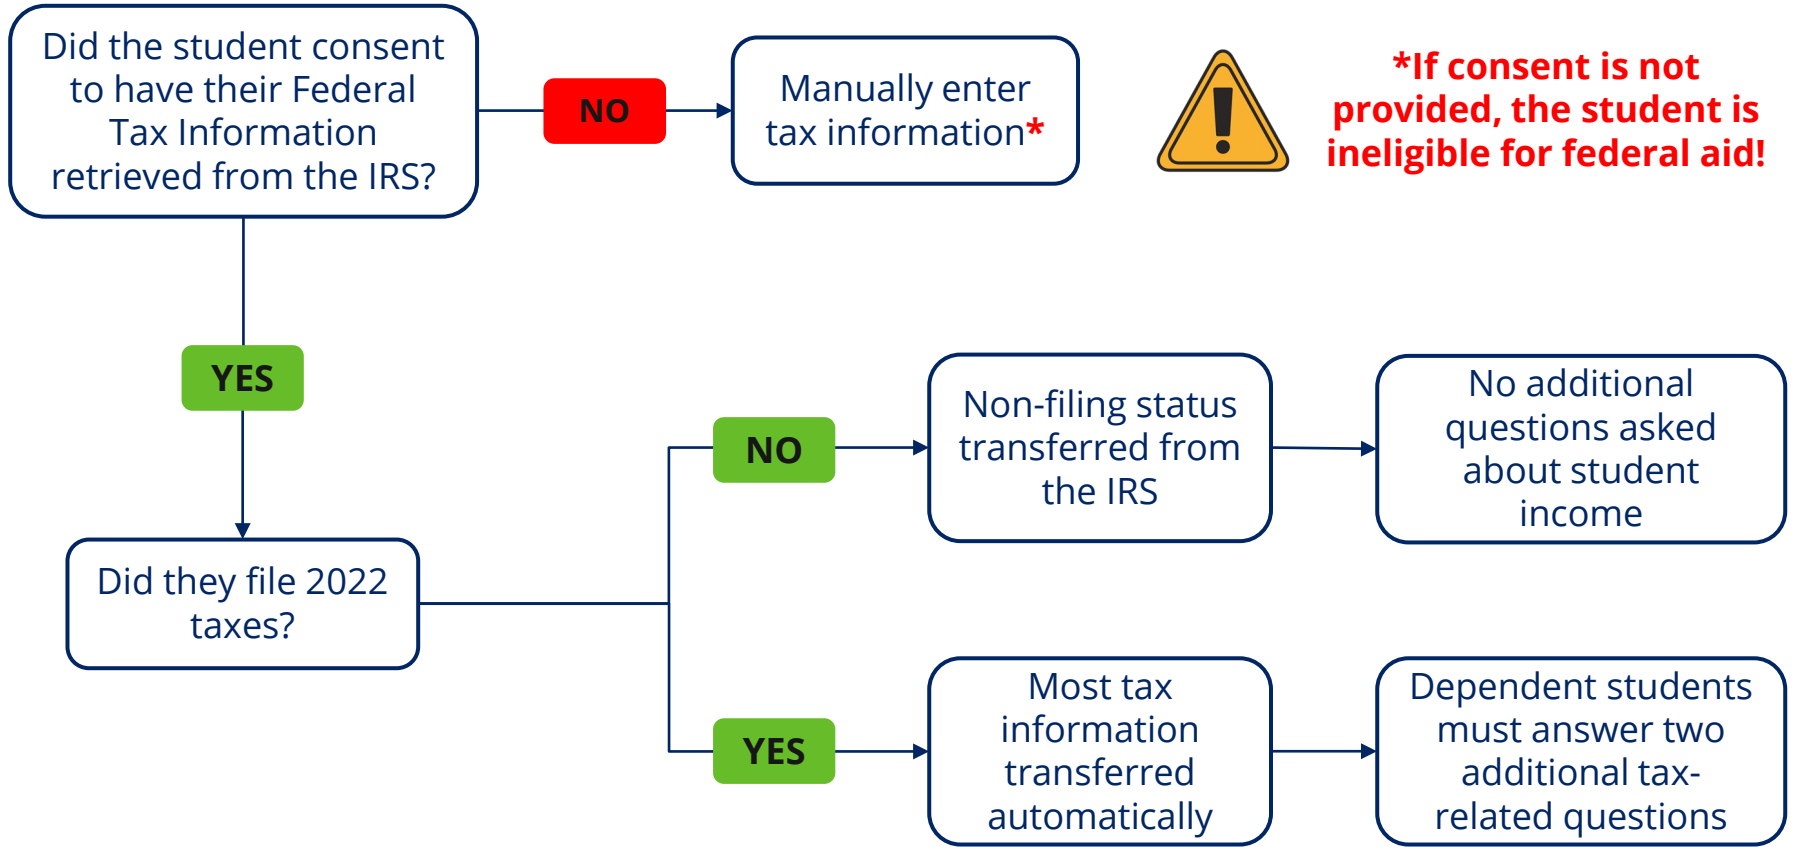 Did the student consent
to have their Federal
Tax Information
retrieved from the IRS?
NO
Manually enter
tax information*
*If consent is not
provided, the student is
ineligible for federal aid!
YES
Did they file 2022
taxes?
NO
Non-filing status
transferred from
the IRS
No additional
questions asked
about student
income
YES
Most tax
information
transferred
automatically
Dependent students
must answer two
additional tax-
related questions